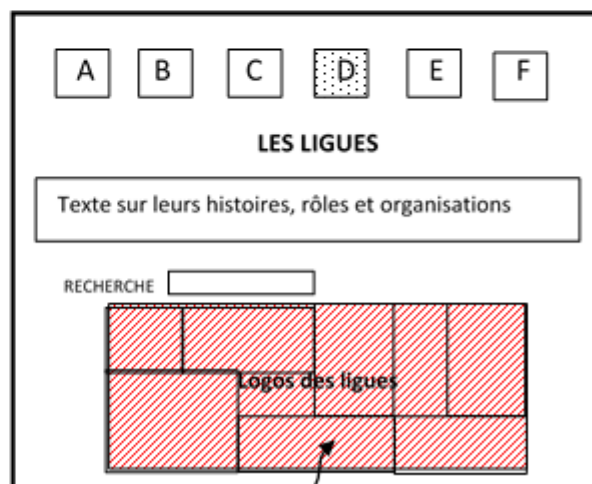 A B C D E F
LES LIGUES
Texte sur leurs histoires, rôles et organisations
RECHERCHE
Logos des ligues